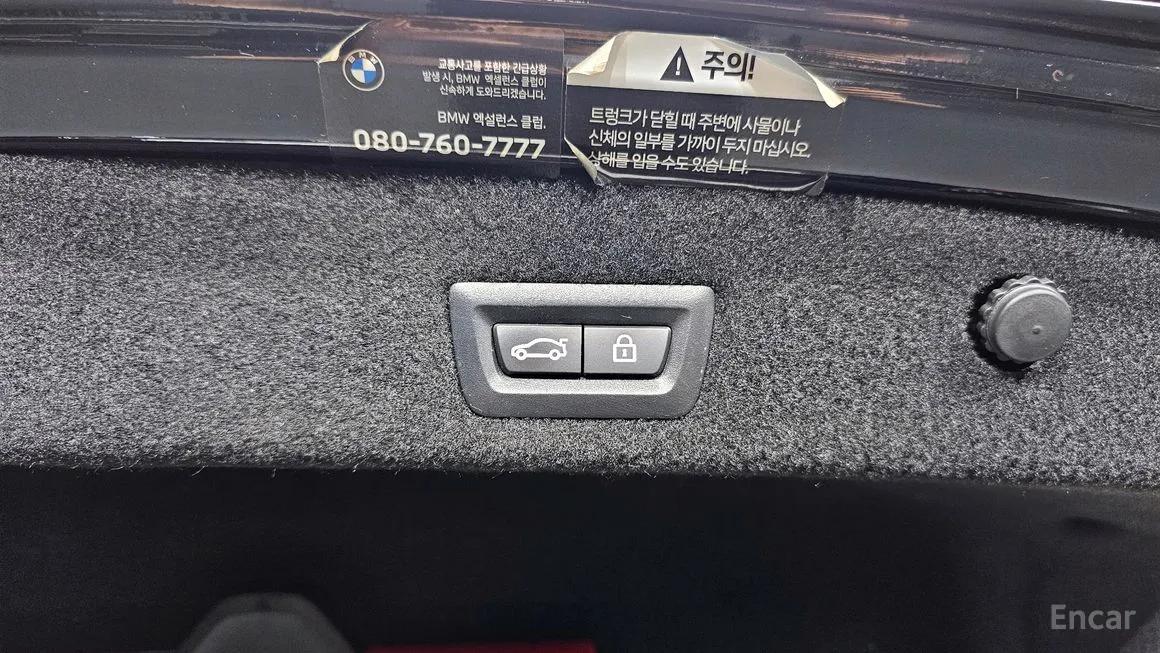 BMW
교통사고를 포함한 긴급상황
발생 시, BMW 엑설런스 클럽이
신속하게 도와드리겠습니다.
BMW 엑설런스 클럽.
080-760-7777
주의!
트렁크가 닫힐 때 주변에 사물이나
신체의 일부를 가까이 두지 마십시오,
상해를 입을 수도 있습니다.
Encar